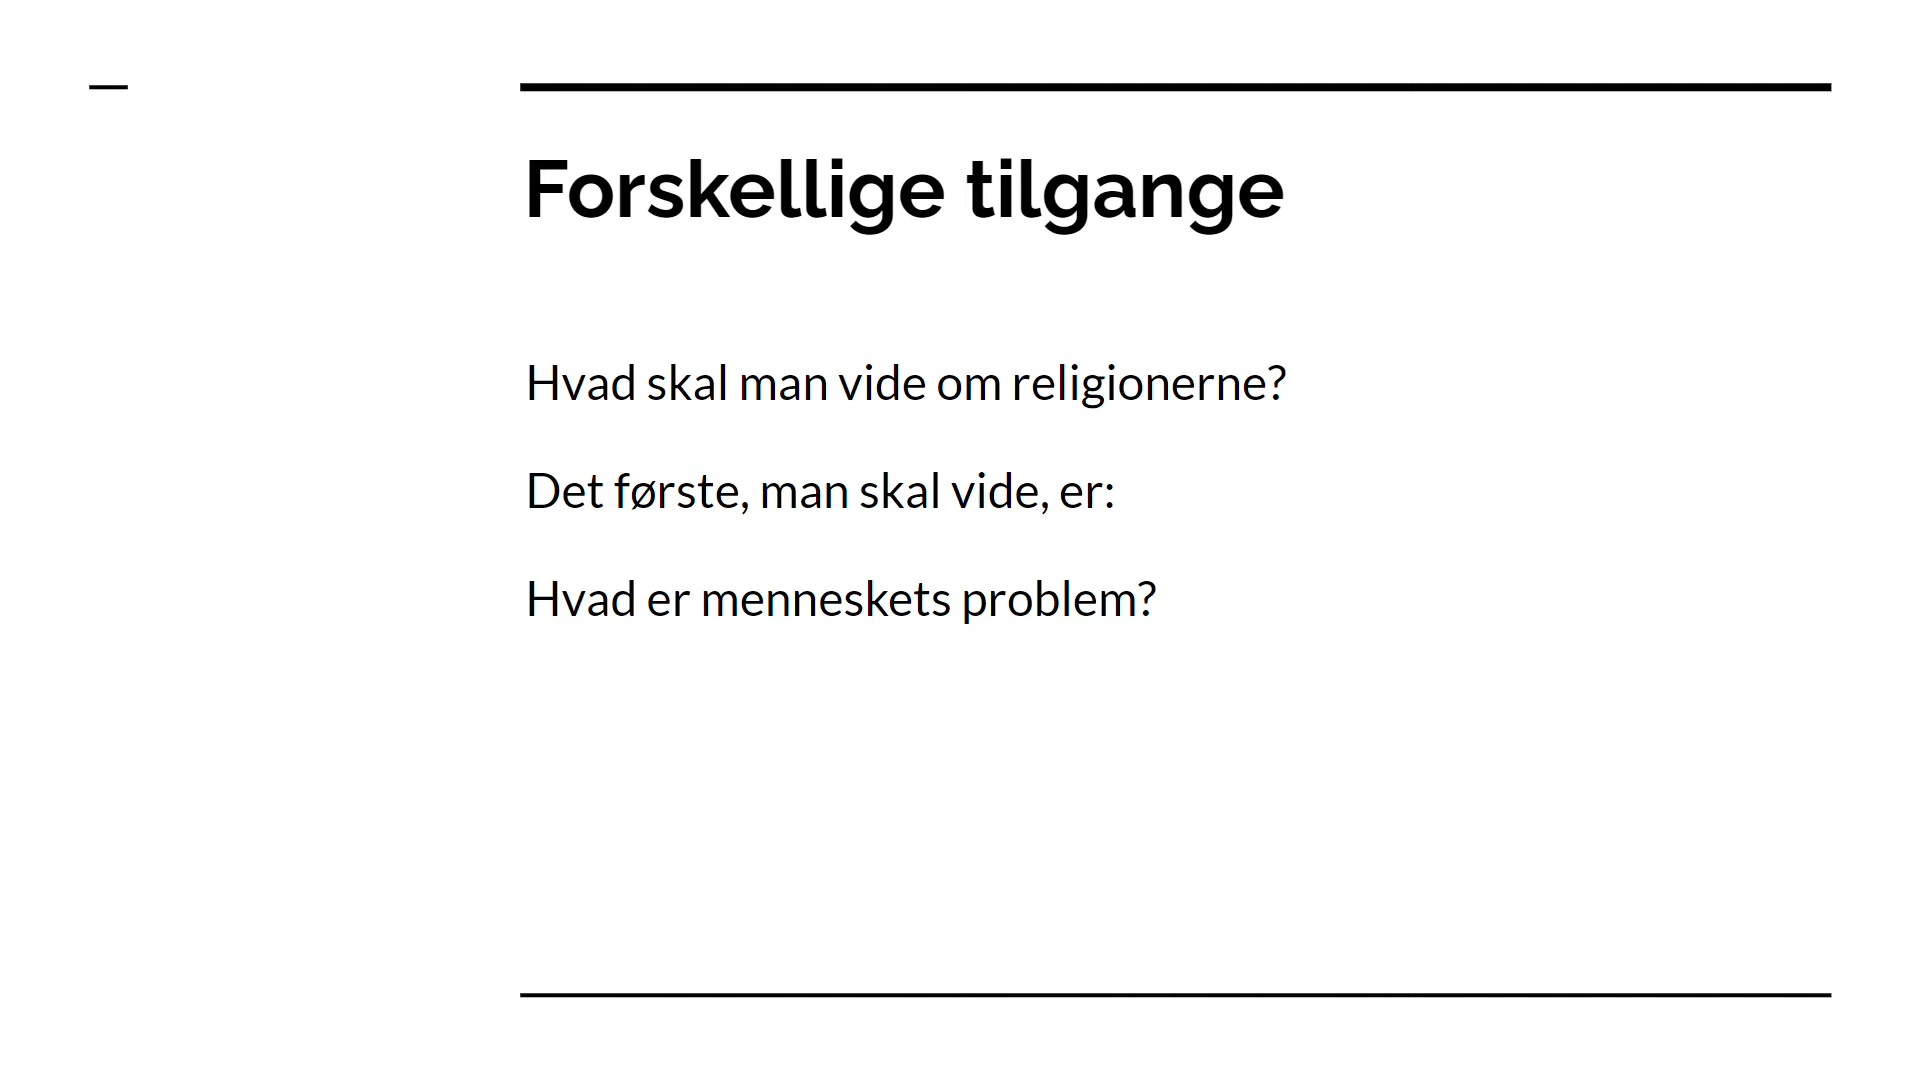 Forskellige tilgange
Hvad skal man vide om religionerne?
Det første, man skal vide, er:
Hvad er menneskets problem?